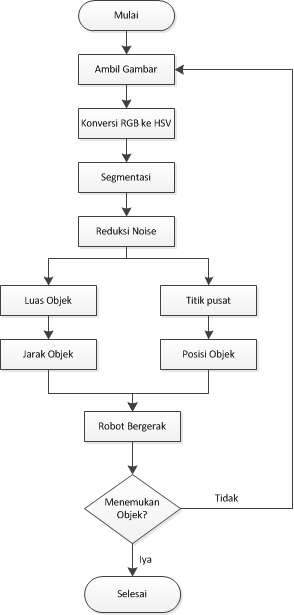 Mulai
Ambil Gambar
Konversi RGB ke HSV
Segmentasi
Reduksi Noise
Luas Objek
Titik pusat
Jarak Objek
Posisi Objek
Robot Bergerak
Menemukan
Objek?
Tidak
Iya
Selesai